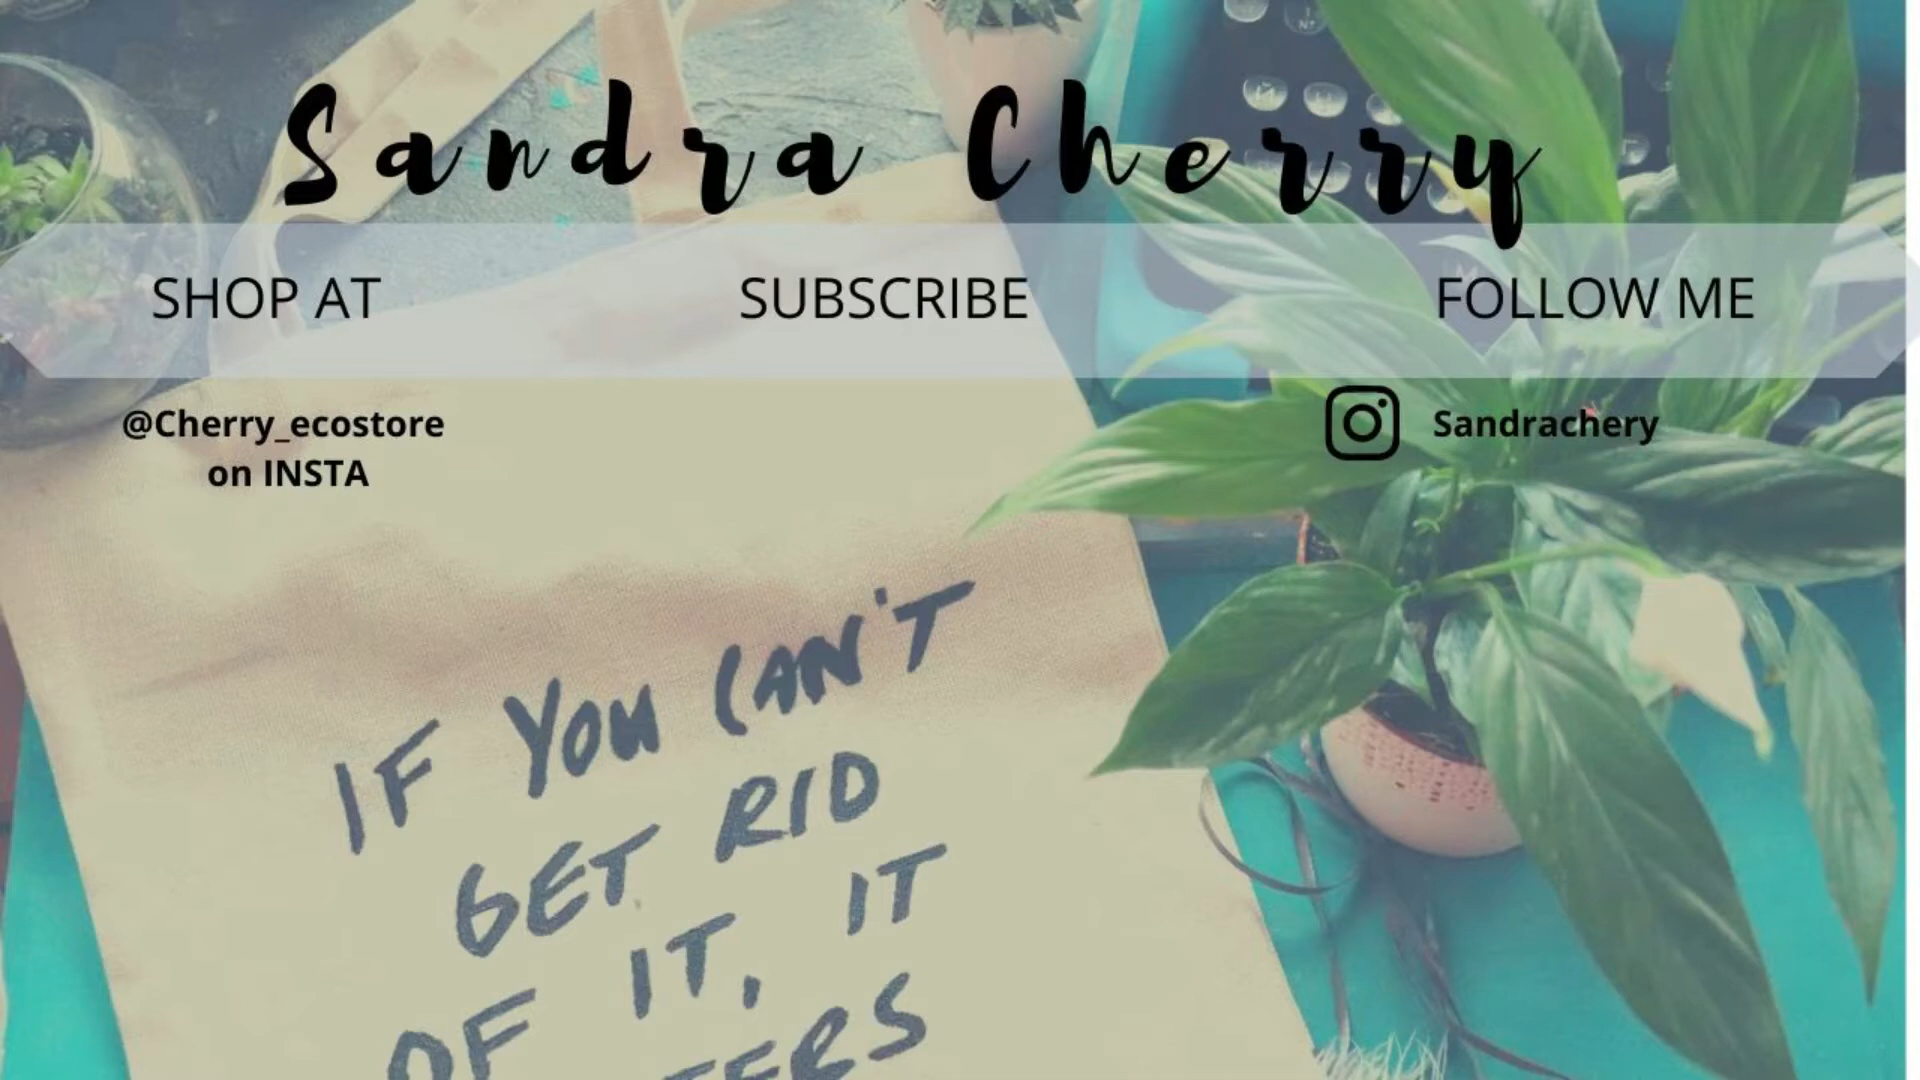 Sandra Cherry
SHOP AT
SUBSCRIBE
FOLLOW ME
@Cherry_ecostore
on INSTA
Sandrachery
IF YOU CAN'T
GET RID
OF IT, IT